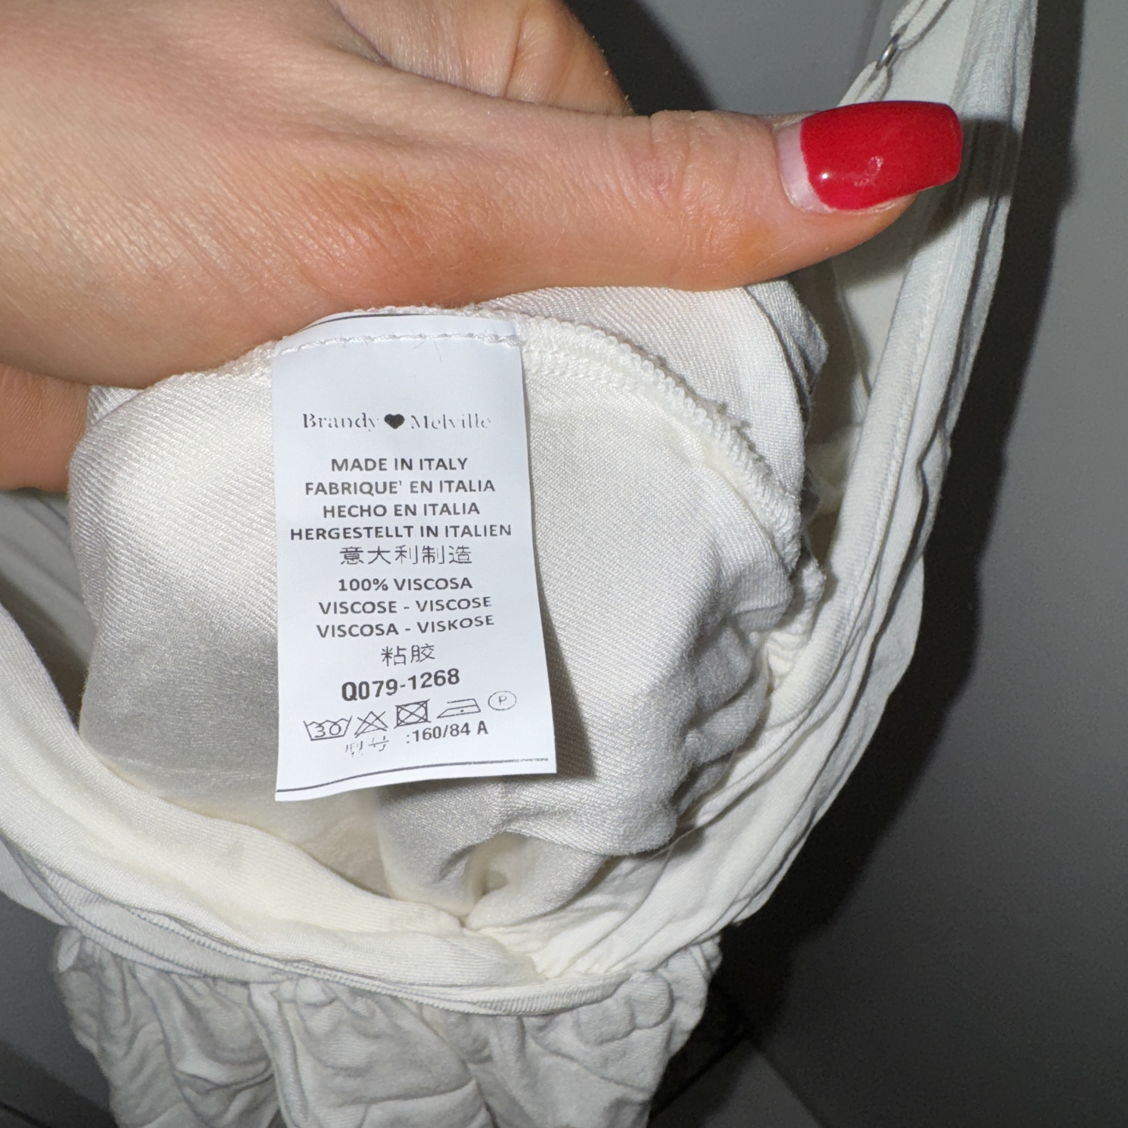 Brandy ♥ Melville
MADE IN ITALY
FABRIQUE' EN ITALIA
HECHO EN ITALIA
HERGESTELLT IN ITALIEN
意大利制造
100% VISCOSA
VISCOSE - VISCOSE
VISCOSA - VISKOSE
粘胶
Q079-1268
30 P
型号 :160/84 A